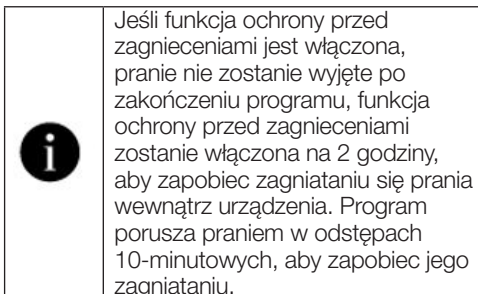 Jeśli funkcja ochrony przed
zagnieceniami jest włączona,
pranie nie zostanie wyjęte po
zakończeniu programu, funkcja
ochrony przed zagnieceniami
zostanie włączona na 2 godziny,
aby zapobiec zagniataniu się prania
wewnątrz urządzenia. Program
porusza praniem w odstępach
10-minutowych, aby zapobiec jego
zagniataniu.